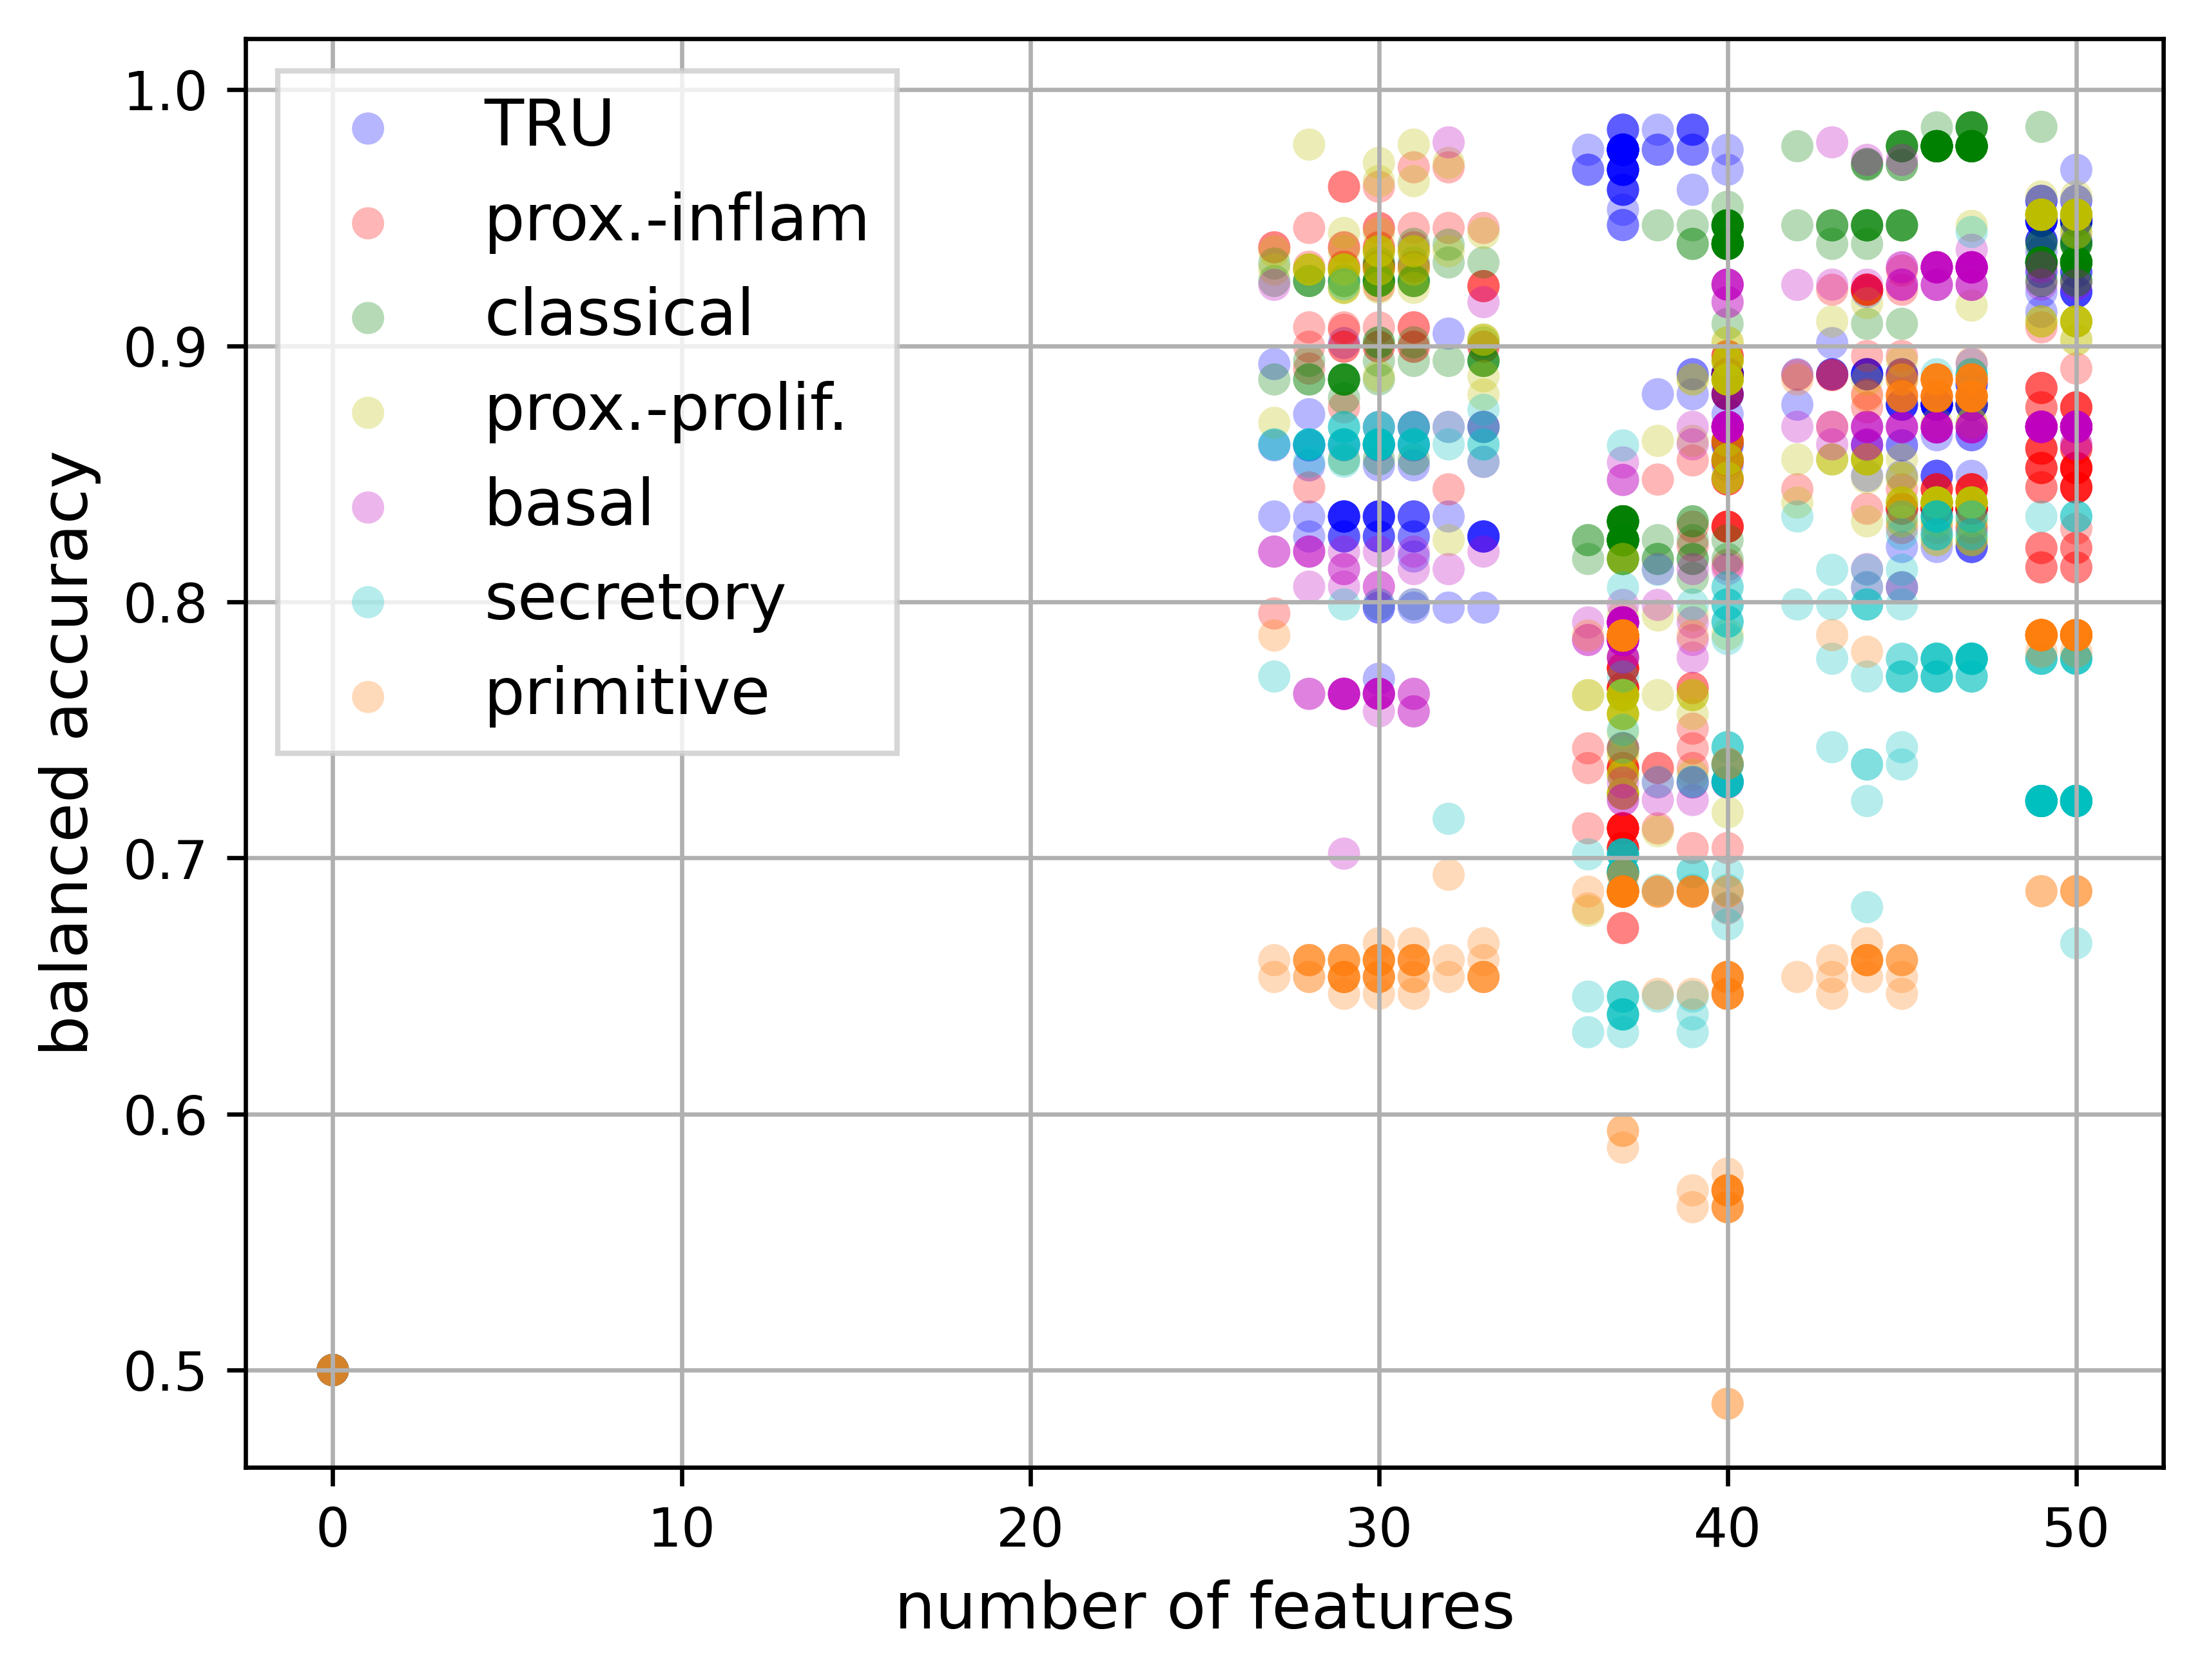 1.0
0.9
0.8
0.7
0.6
0.5
balanced accuracy
TRU
prox.-inflam
classical
prox.-prolif.
basal
secretory
primitive
0 10 20 30 40 50
number of features